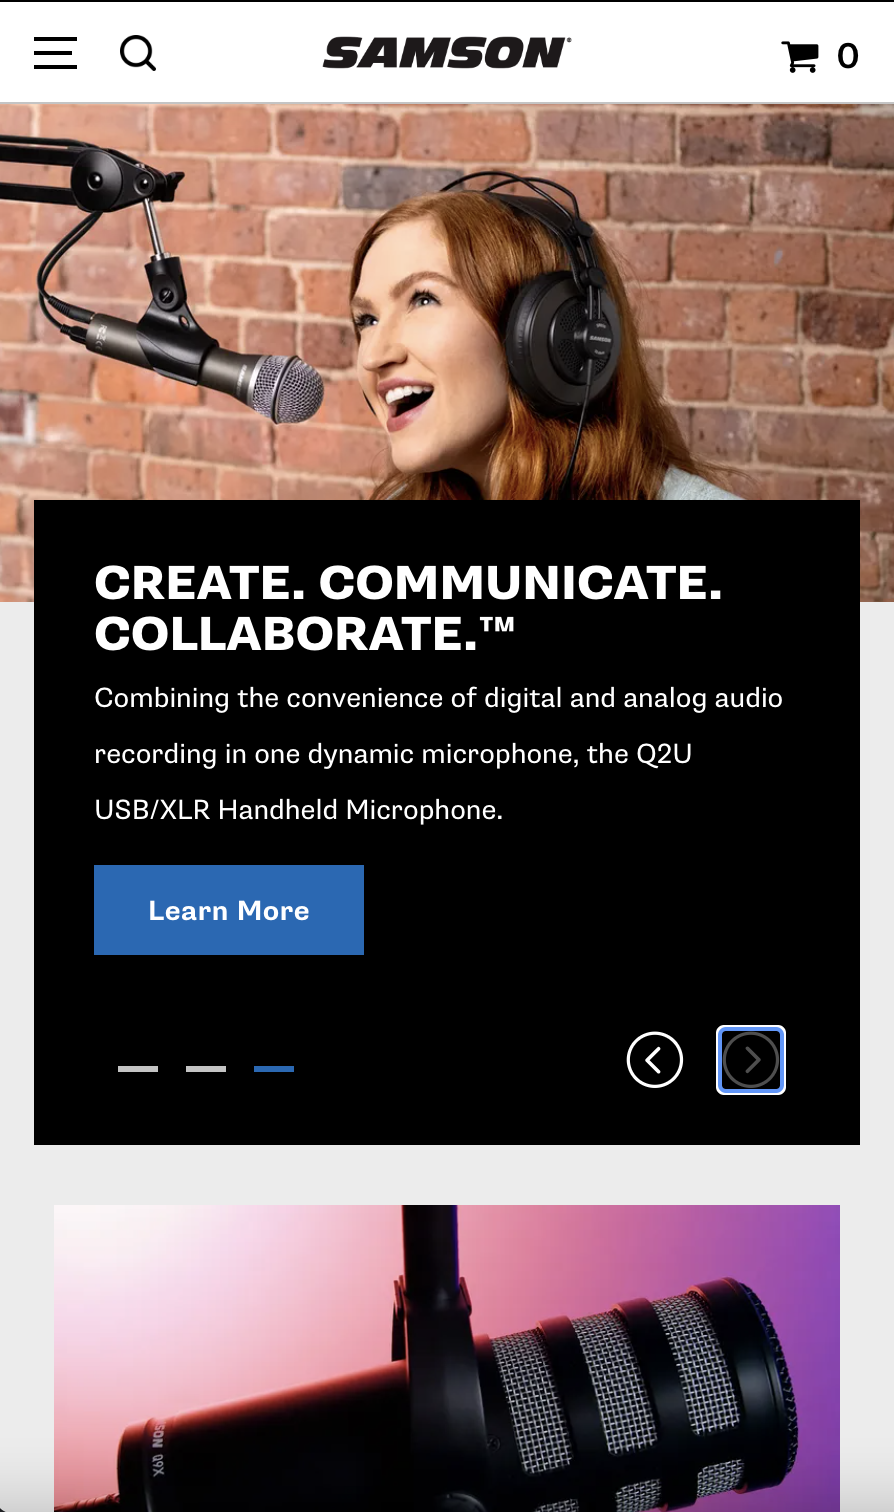 SAMSON
0
SAMSON
CREATE. COMMUNICATE.
COLLABORATE.™
Combining the convenience of digital and analog audio
recording in one dynamic microphone, the Q2U
USB/XLR Handheld Microphone.
Learn More
SON Q9X